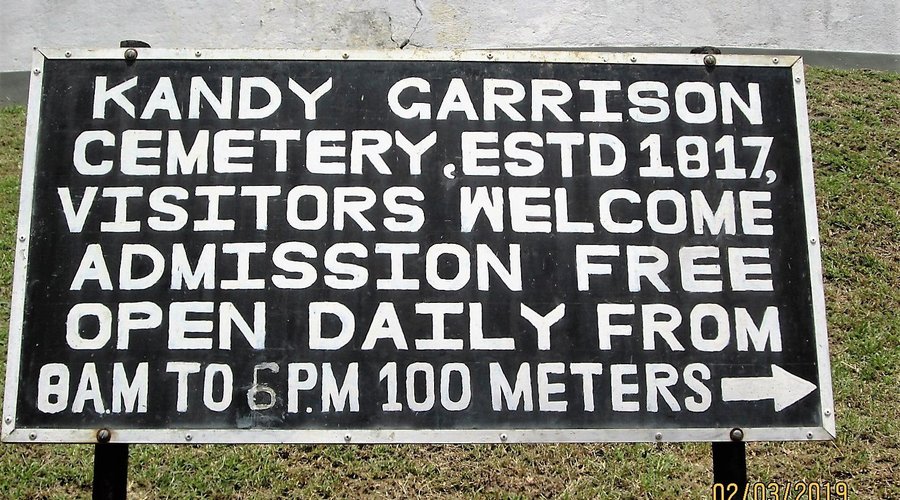 KANDY GARRISON
CEMETERY, ESTD 1817,
VISITORS WELCOME
ADMISSION FREE
OPEN DAILY FROM
8A.M TO 6 P.M 100 METERS
02/03/2019